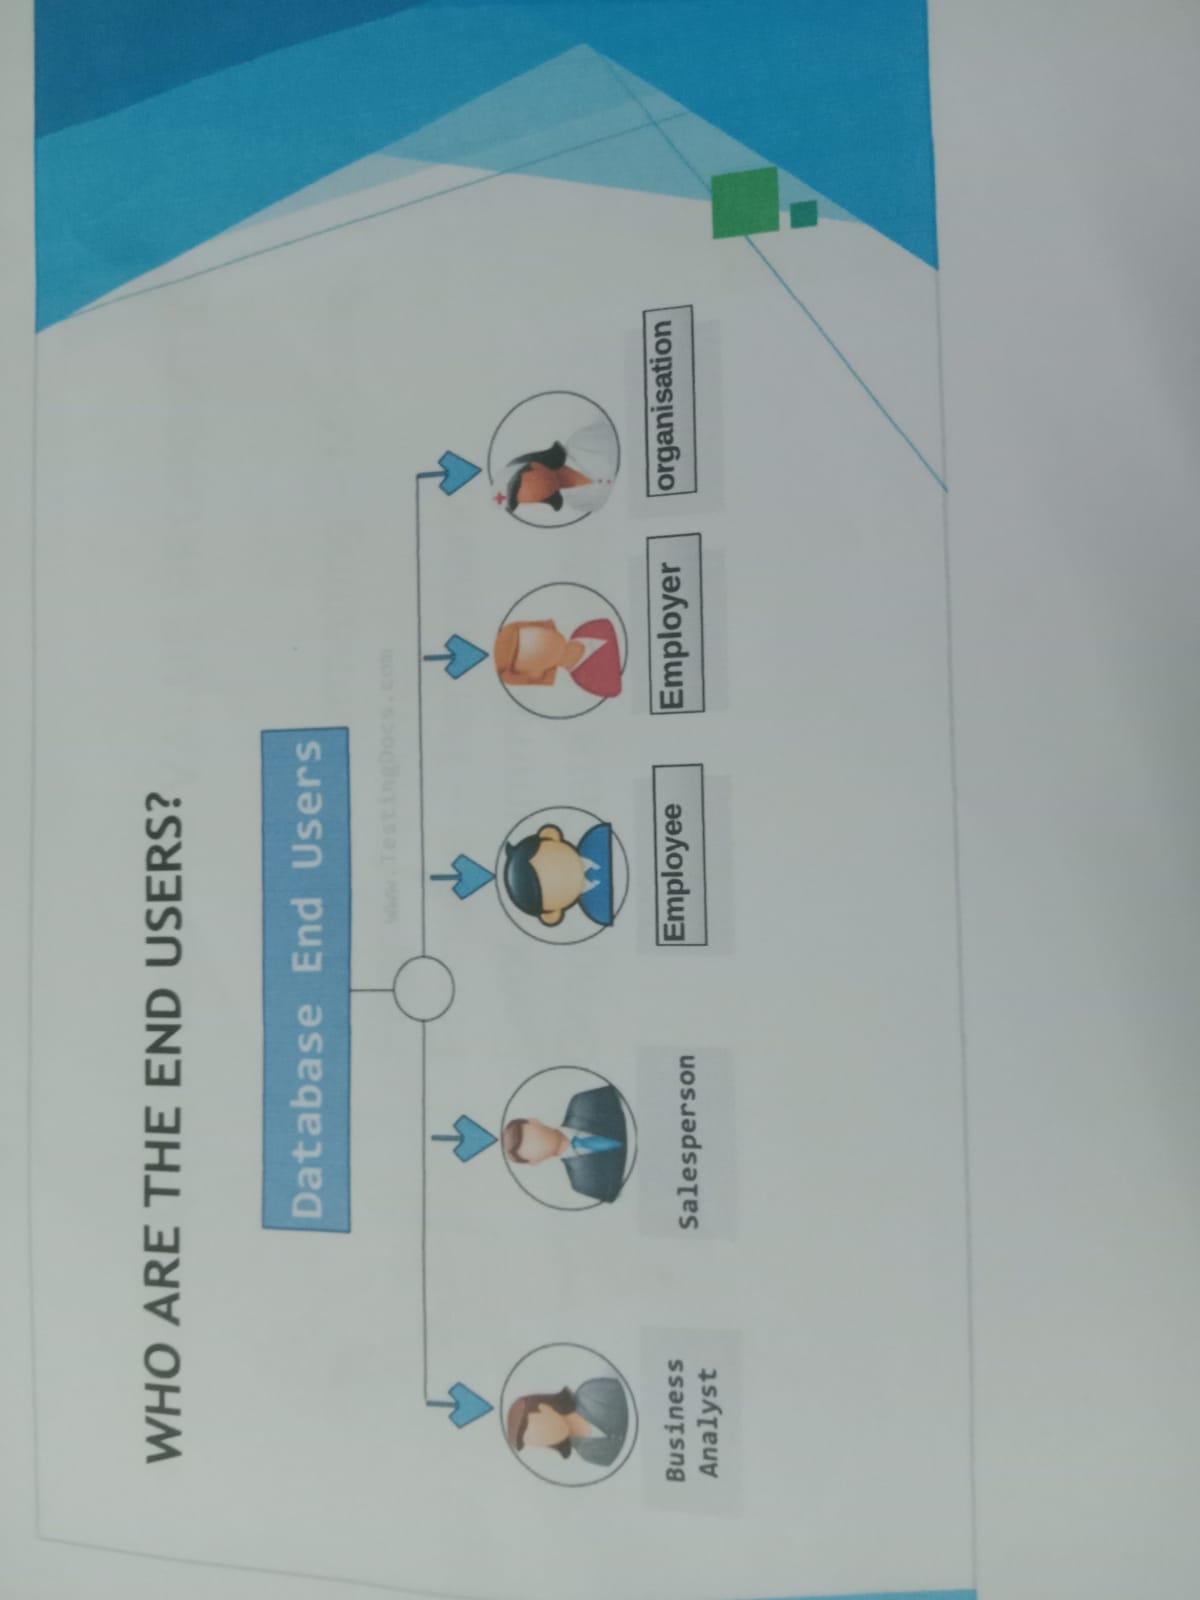 WHO ARE THE END USERS?
Database End Users
www.TestingDocs.com
Business
Analyst
Salesperson
Employee
Employer
organisation